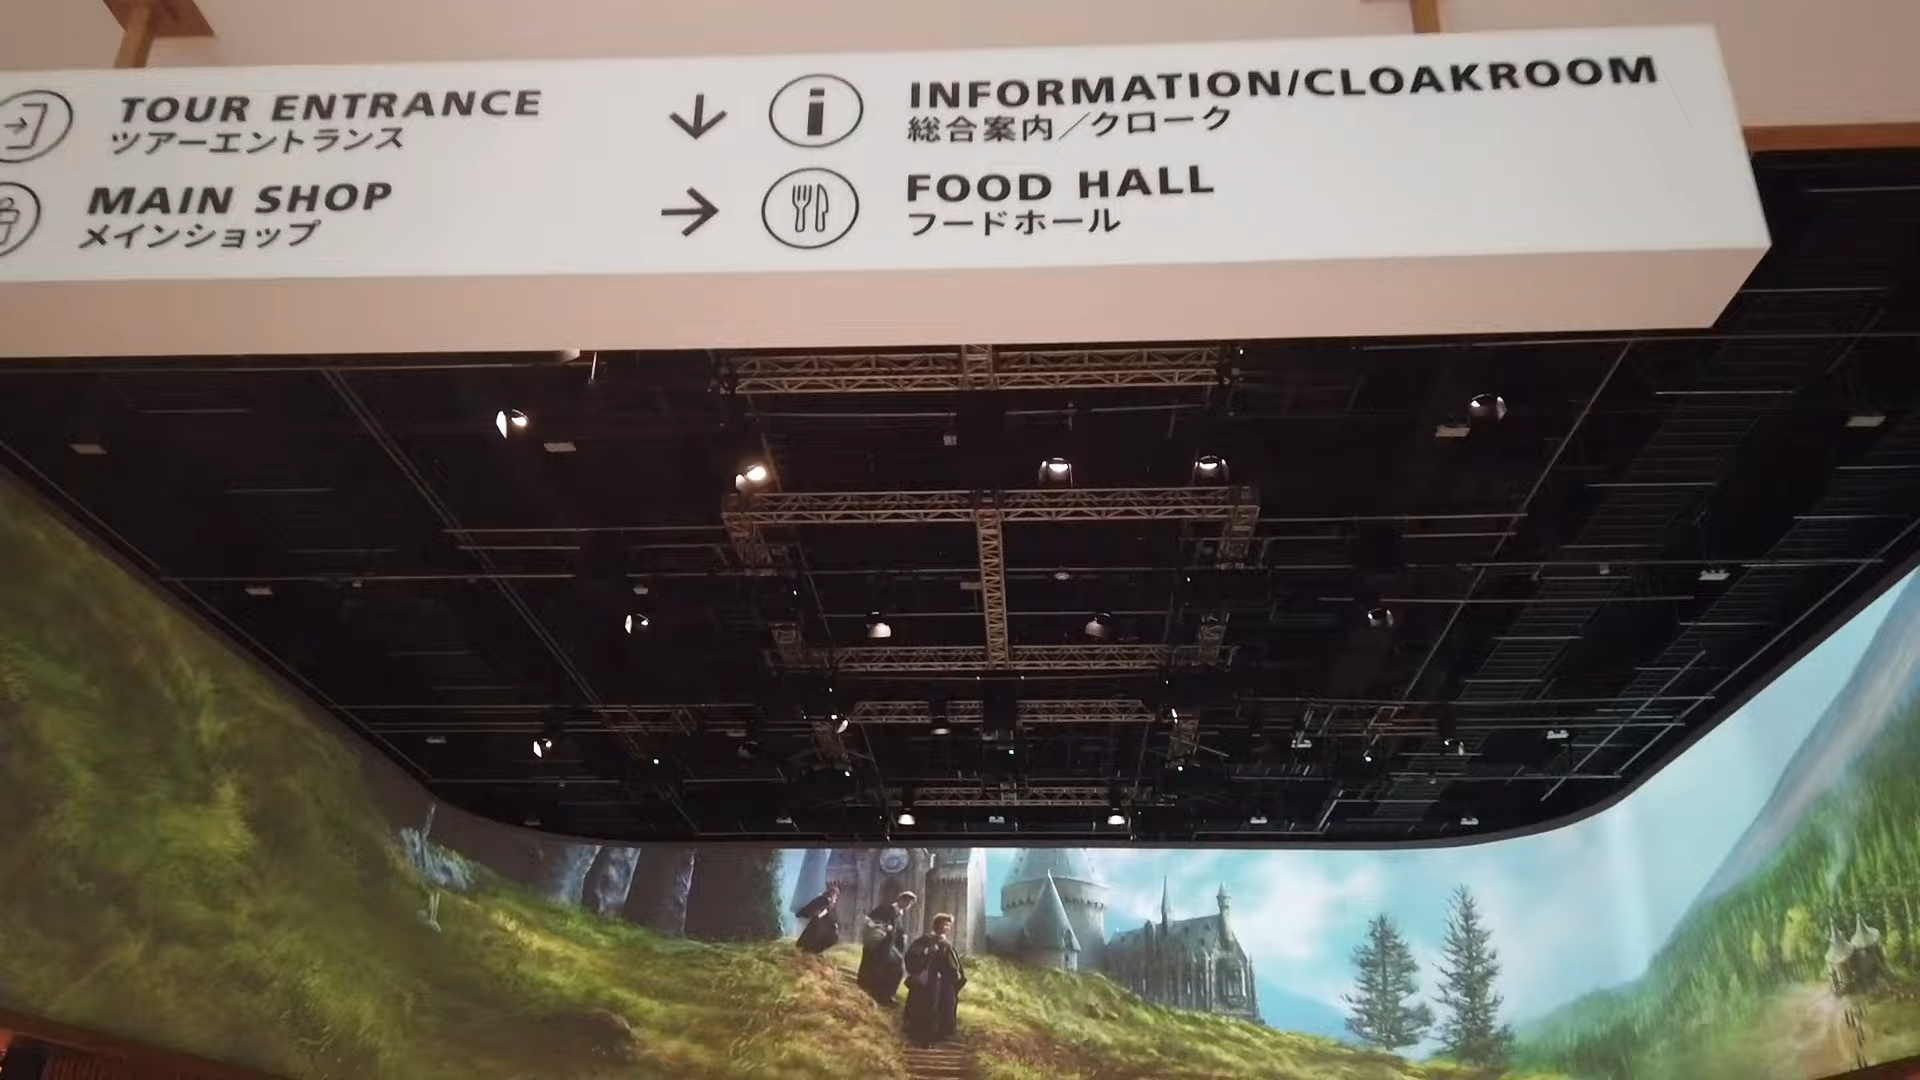 TOUR ENTRANCE
ツアーエントランス
MAIN SHOP
メインショップ
INFORMATION/CLOAKROOM
総合案内/クローク
FOOD HALL
フードホール